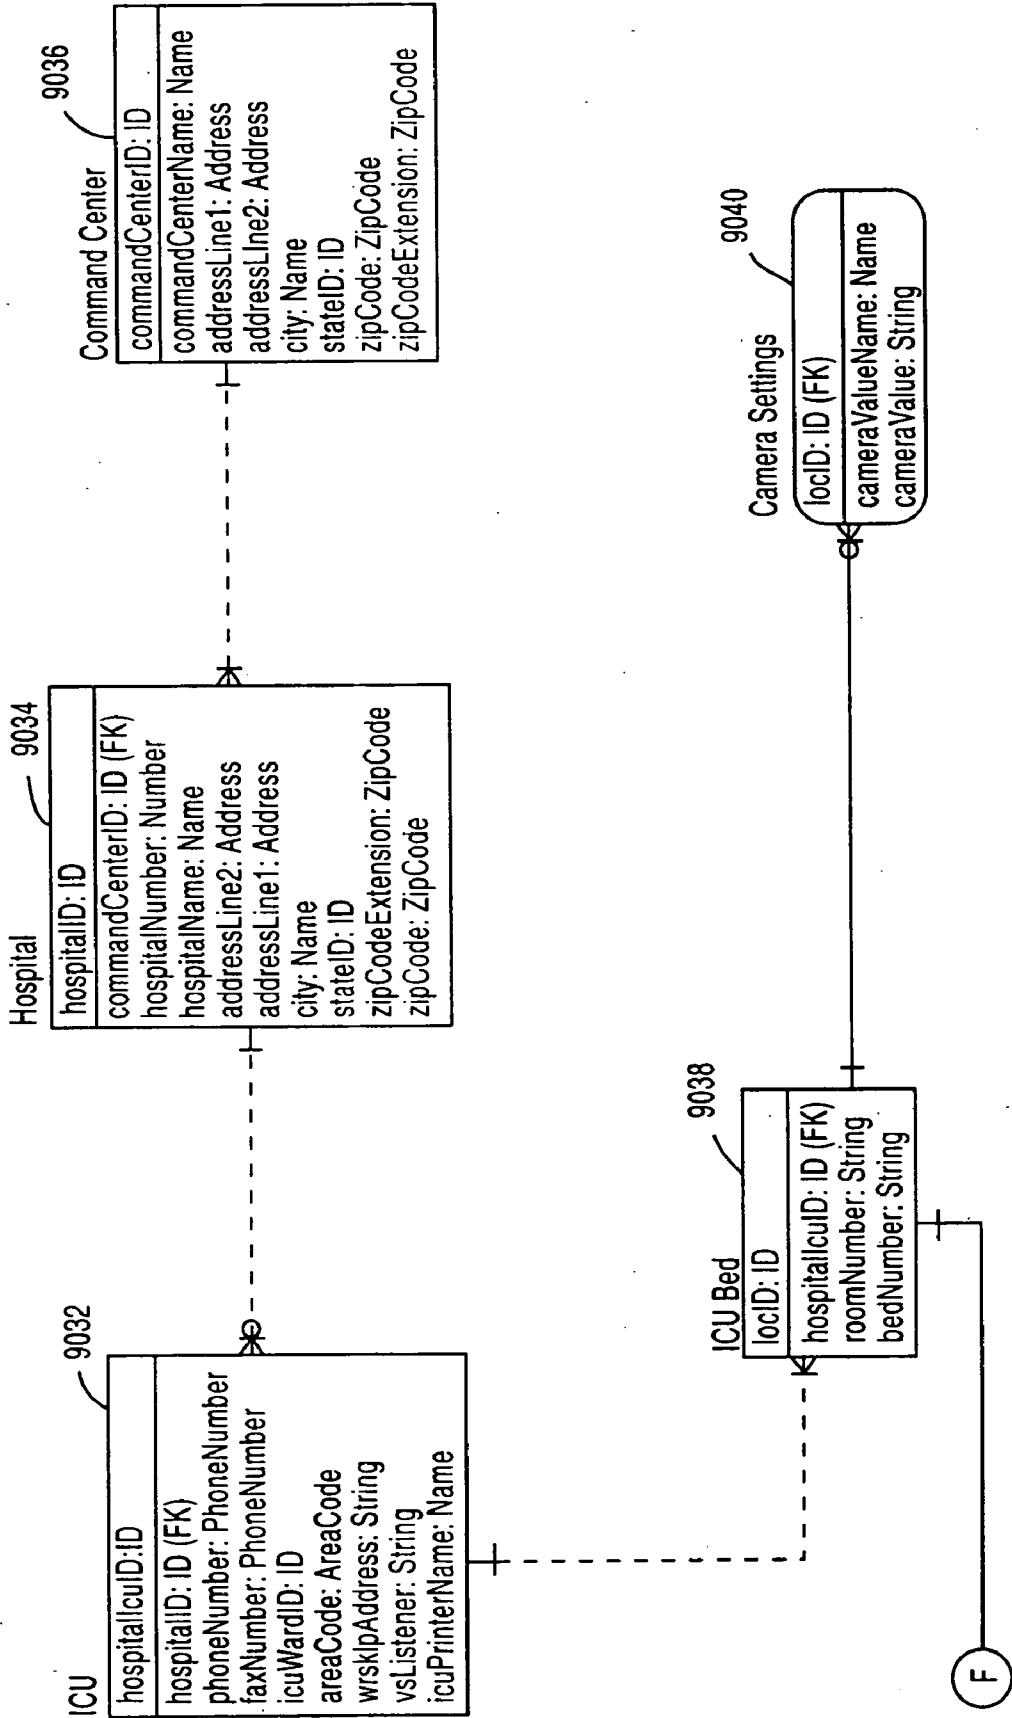 ICU
9032
hospitalIcuID:ID
hospitalID: ID (FK)
phoneNumber: PhoneNumber
faxNumber: PhoneNumber
icuWardID: ID
areaCode: AreaCode
wrskIpAddress: String
vsListener: String
icuPrinterName: Name
Hospital
9034
hospitalID: ID
commandCenterID: ID (FK)
hospitalNumber: Number
hospitalName: Name
addressLine2: Address
addressLine1: Address
city: Name
stateID: ID
zipCodeExtension: ZipCode
zipCode: ZipCode
Command Center
9036
commandCenterID: ID
commandCenterName: Name
addressLine1: Address
addressLIne2: Address
city: Name
stateID: ID
zipCode: ZipCode
zipCodeExtension: ZipCode
ICU Bed
9038
locID: ID
hospitalIcuID: ID (FK)
roomNumber: String
bedNumber: String
Camera Settings
9040
locID: ID (FK)
cameraValueName: Name
cameraValue: String
F